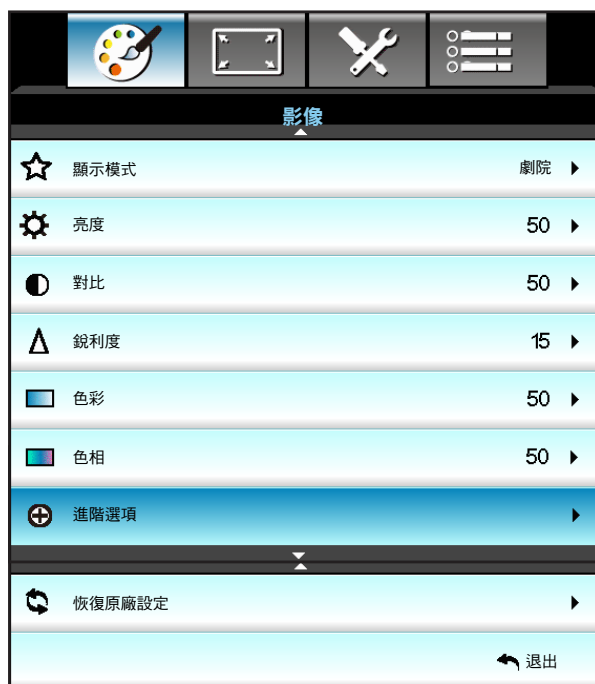 影像
顯示模式 劇院
亮度 50
對比 50
銳利度 15
色彩 50
色相 50
進階選項
恢復原廠設定
退出